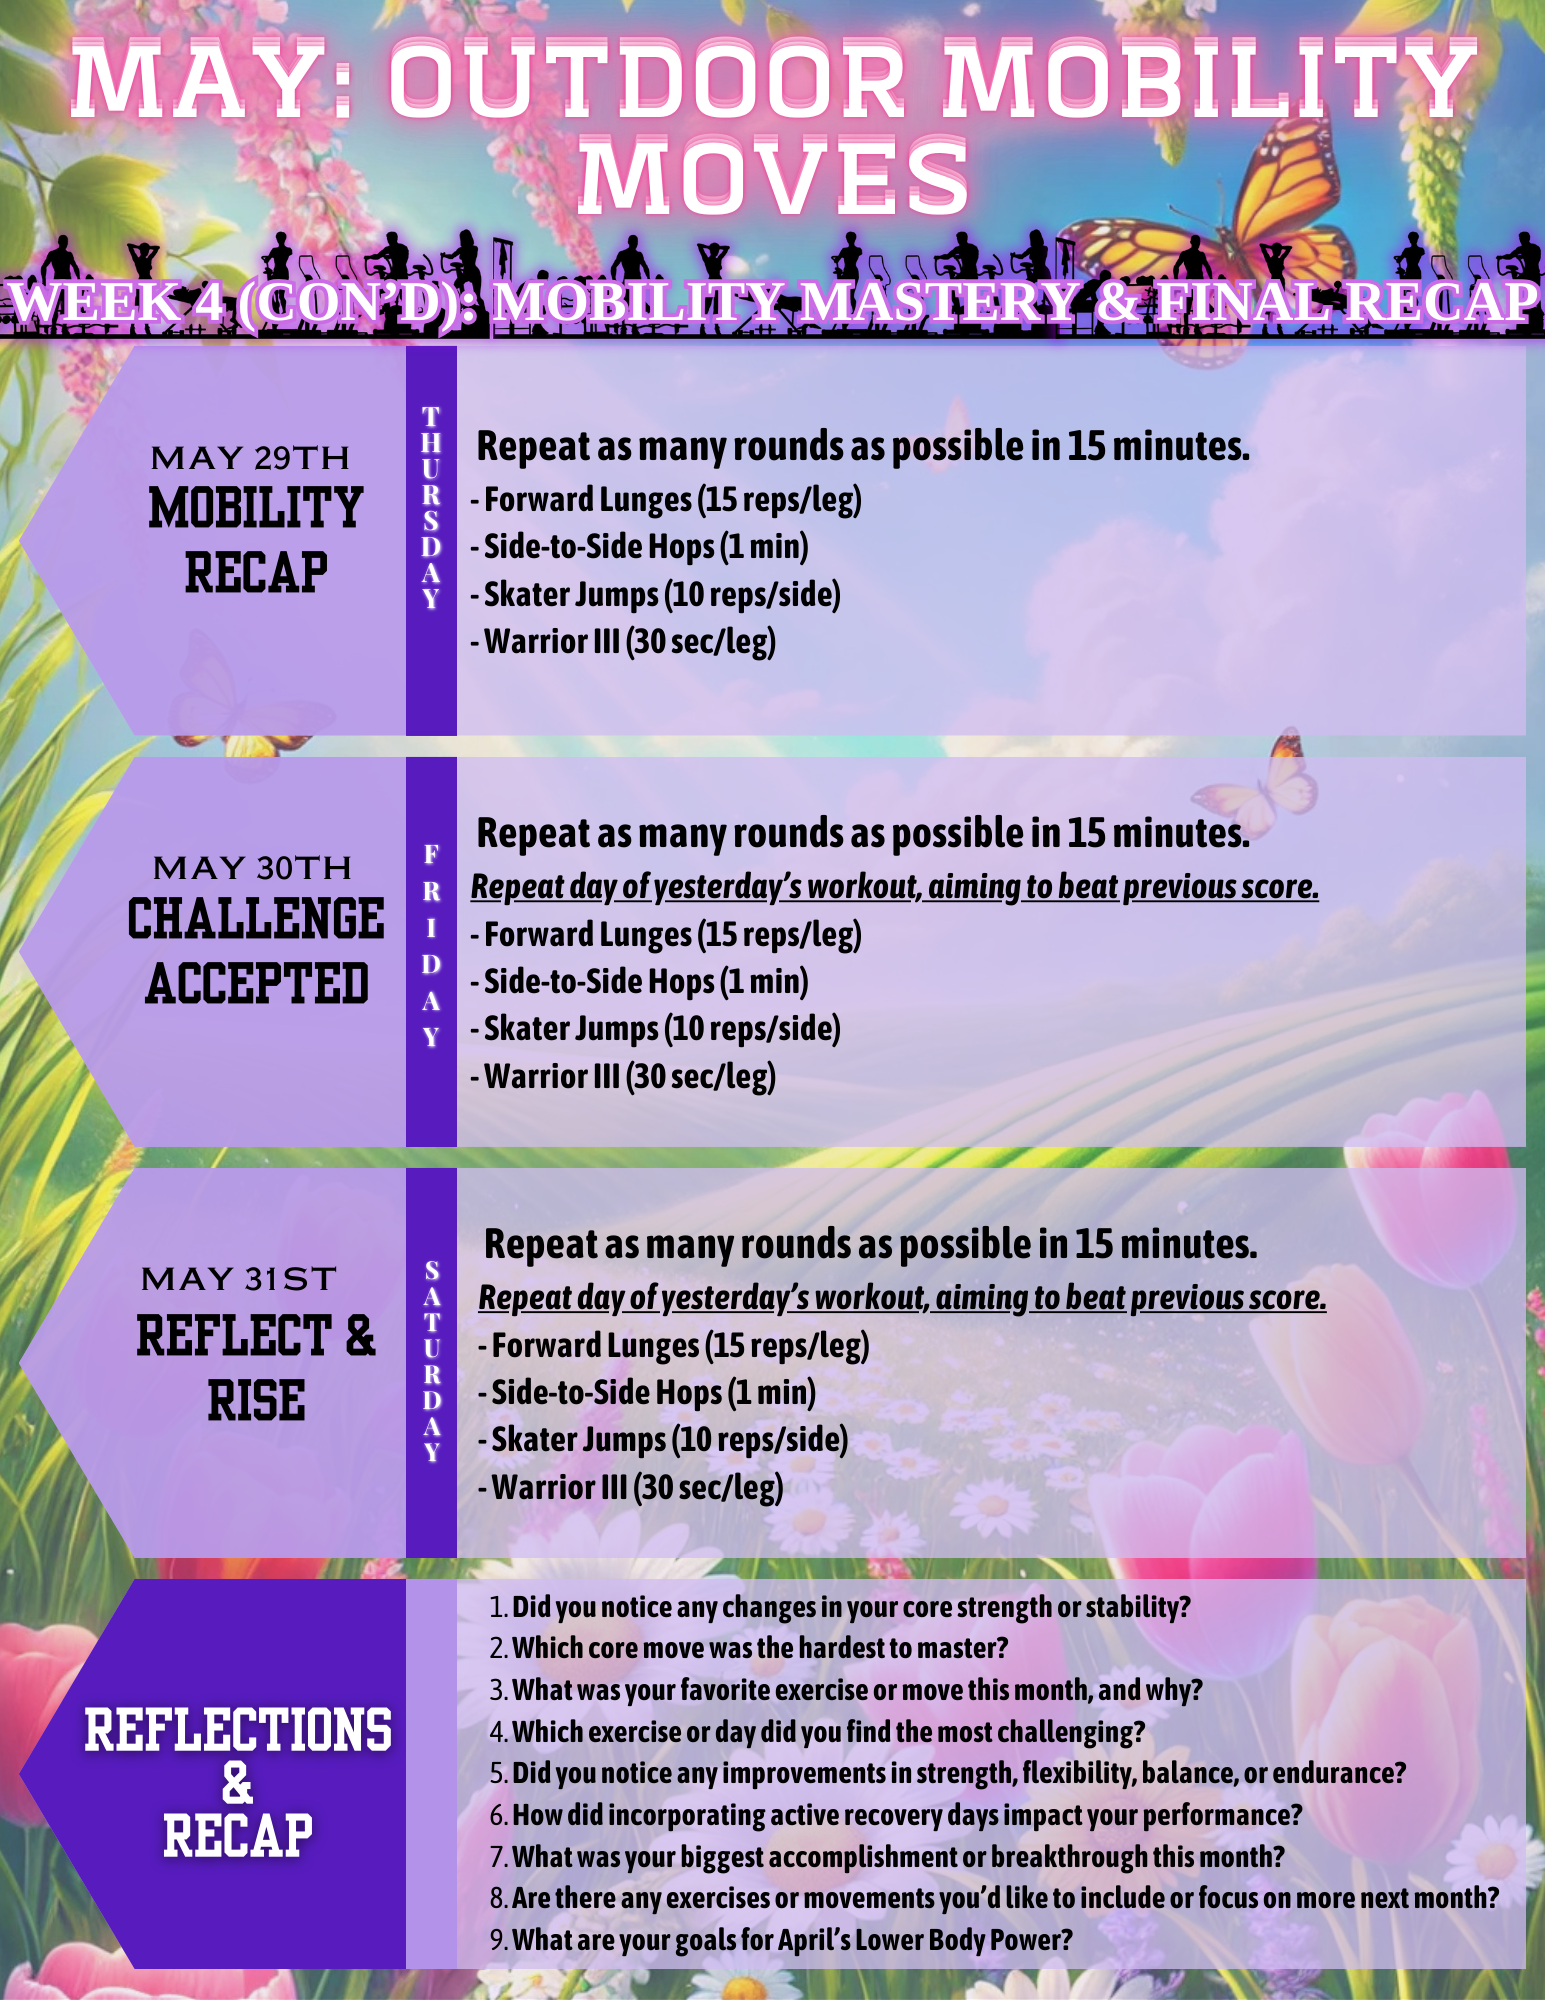 MAY: OUTDOOR MOBILITY
MOVES
WEEK 4 (CON'D): MOBILITY MASTERY & FINAL RECAP
MAY 29TH
MOBILITY
RECAP
THURSDAY
Repeat as many rounds as possible in 15 minutes.
- Forward Lunges (15 reps/leg)
- Side-to-Side Hops (1 min)
- Skater Jumps (10 reps/side)
- Warrior III (30 sec/leg)
MAY 30TH
CHALLENGE
ACCEPTED
FRIDAY
Repeat as many rounds as possible in 15 minutes.
Repeat day of yesterday's workout, aiming to beat previous score.
- Forward Lunges (15 reps/leg)
- Side-to-Side Hops (1 min)
- Skater Jumps (10 reps/side)
- Warrior III (30 sec/leg)
MAY 31ST
REFLECT &
RISE
SATURDAY
Repeat as many rounds as possible in 15 minutes.
Repeat day of yesterday's workout, aiming to beat previous score.
- Forward Lunges (15 reps/leg)
- Side-to-Side Hops (1 min)
- Skater Jumps (10 reps/side)
- Warrior III (30 sec/leg)
REFLECTIONS
&
RECAP
1. Did you notice any changes in your core strength or stability?
2. Which core move was the hardest to master?
3. What was your favorite exercise or move this month, and why?
4. Which exercise or day did you find the most challenging?
5. Did you notice any improvements in strength, flexibility, balance, or endurance?
6. How did incorporating active recovery days impact your performance?
7. What was your biggest accomplishment or breakthrough this month?
8. Are there any exercises or movements you'd like to include or focus on more next month?
9. What are your goals for April's Lower Body Power?